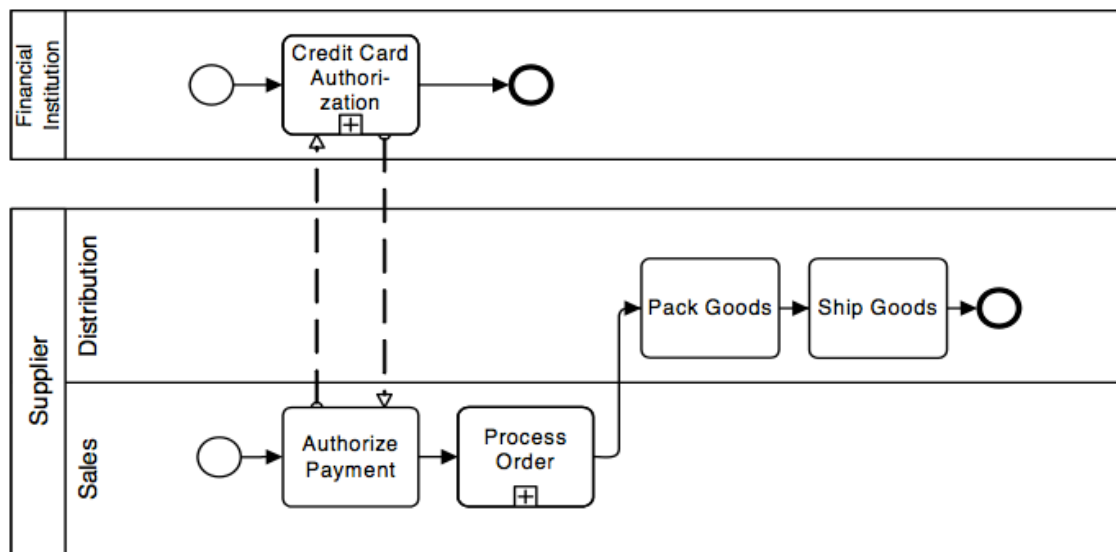 Financial
Institution
Credit Card
Authori-
zation
Supplier
Distribution
Pack Goods
Ship Goods
Sales
Authorize
Payment
Process
Order